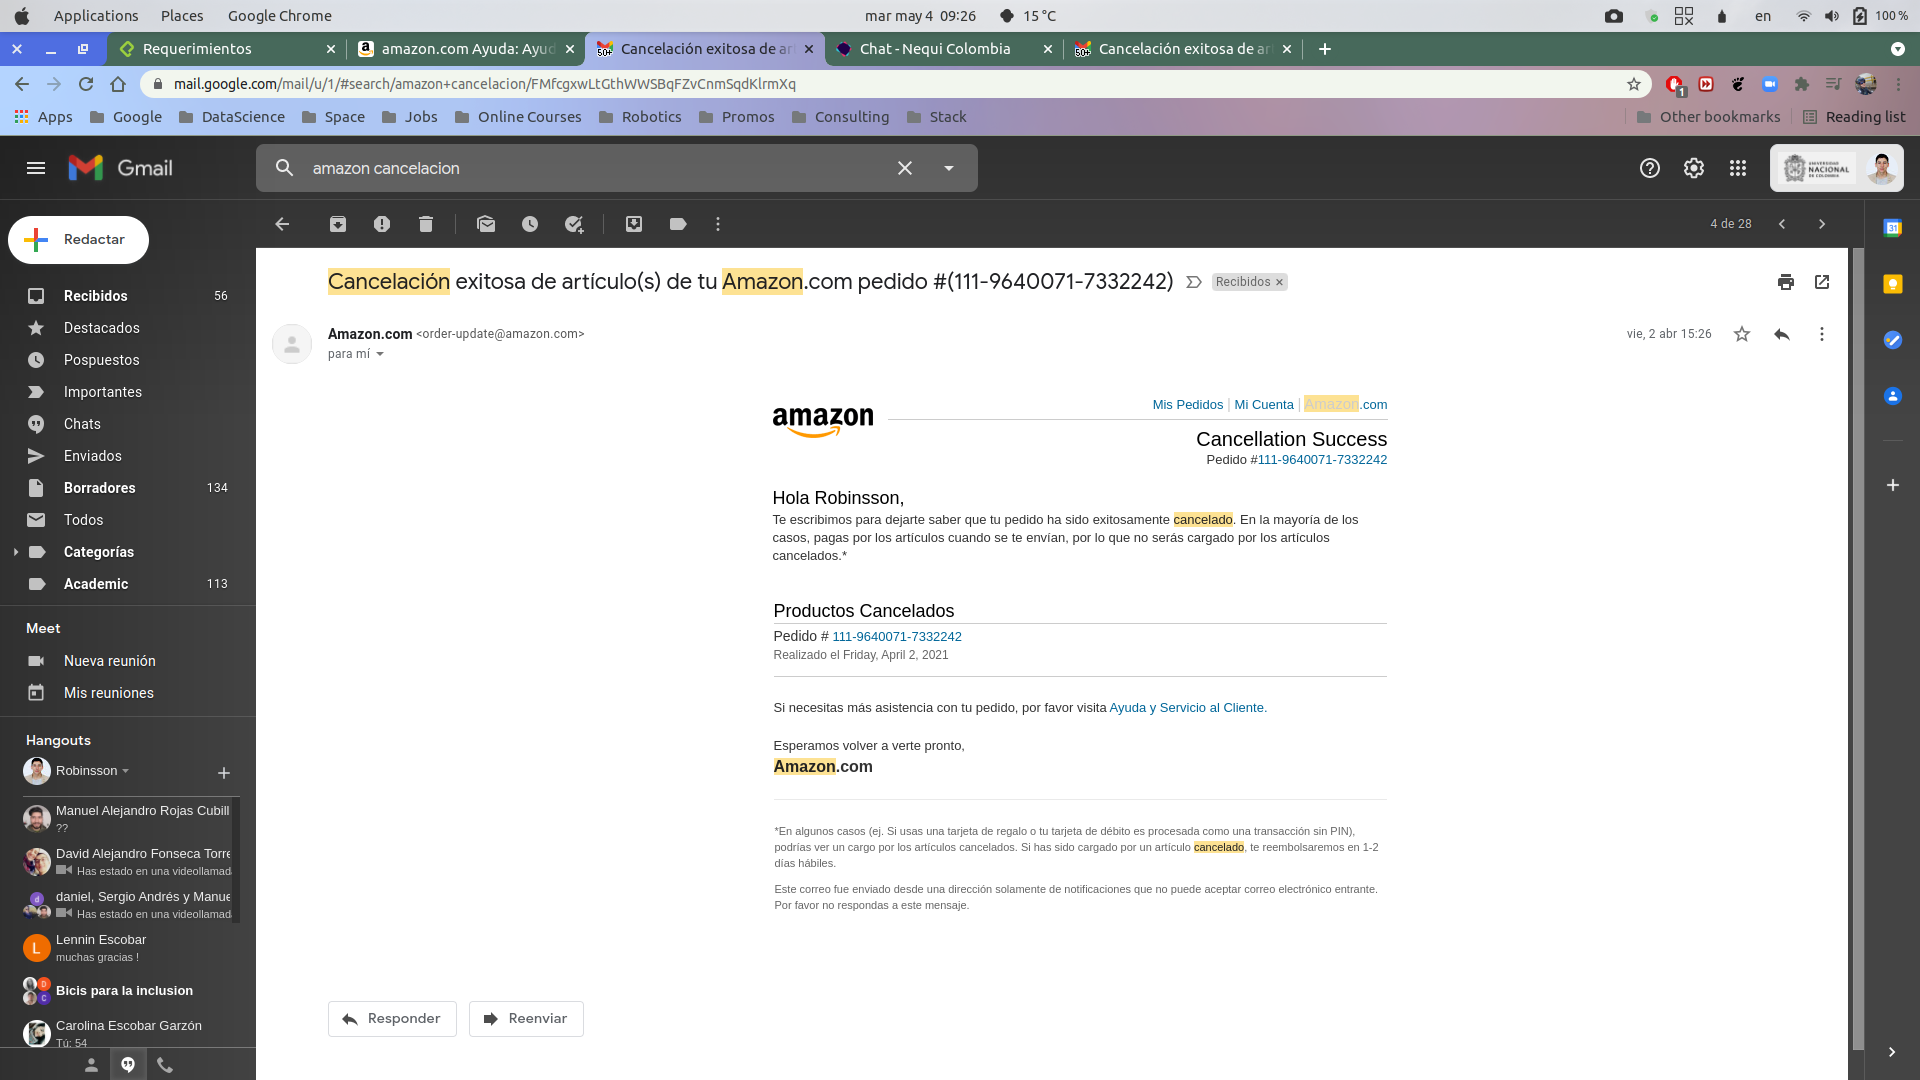 Applications Places Google Chrome mar may 4 09:26 15 °C en 100 %
Requerimientos amazon.com Ayuda: Ayud Cancelación exitosa de art Chat - Nequi Colombia Cancelación exitosa de art
mail.google.com/mail/u/1/#search/amazon+cancelacion/FMfcgxwLtGthWWSBqFZvCnmSqdKlrmXq
Apps Google DataScience Space Jobs Online Courses Robotics Promos Consulting Stack Other bookmarks Reading list
Gmail amazon cancelacion UNIVERSIDAD NACIONAL DE COLOMBIA
4 de 28
Redactar
Recibidos 56
Destacados
Pospuestos
Importantes
Chats
Enviados
Borradores 134
Todos
Categorías
Academic 113
Meet
Nueva reunión
Mis reuniones
Hangouts
Robinsson
Manuel Alejandro Rojas Cubill
??
David Alejandro Fonseca Torre
Has estado en una videollamada
daniel, Sergio Andrés y Manue
Has estado en una videollamada
Lennin Escobar
muchas gracias !
Bicis para la inclusion
Carolina Escobar Garzón
Tú: 54
Cancelación exitosa de artículo(s) de tu Amazon.com pedido #(111-9640071-7332242) Recibidos
Amazon.com <order-update@amazon.com> vie, 2 abr 15:26
para mí
Mis Pedidos | Mi Cuenta | Amazon.com
amazon
Cancellation Success
Pedido #111-9640071-7332242
Hola Robinsson,
Te escribimos para dejarte saber que tu pedido ha sido exitosamente cancelado. En la mayoría de los
casos, pagas por los artículos cuando se te envían, por lo que no serás cargado por los artículos
cancelados.*
Productos Cancelados
Pedido # 111-9640071-7332242
Realizado el Friday, April 2, 2021
Si necesitas más asistencia con tu pedido, por favor visita Ayuda y Servicio al Cliente.
Esperamos volver a verte pronto,
Amazon.com
*En algunos casos (ej. Si usas una tarjeta de regalo o tu tarjeta de débito es procesada como una transacción sin PIN),
podrías ver un cargo por los artículos cancelados. Si has sido cargado por un artículo cancelado, te reembolsaremos en 1-2
días hábiles.
Este correo fue enviado desde una dirección solamente de notificaciones que no puede aceptar correo electrónico entrante.
Por favor no respondas a este mensaje.
Responder Reenviar